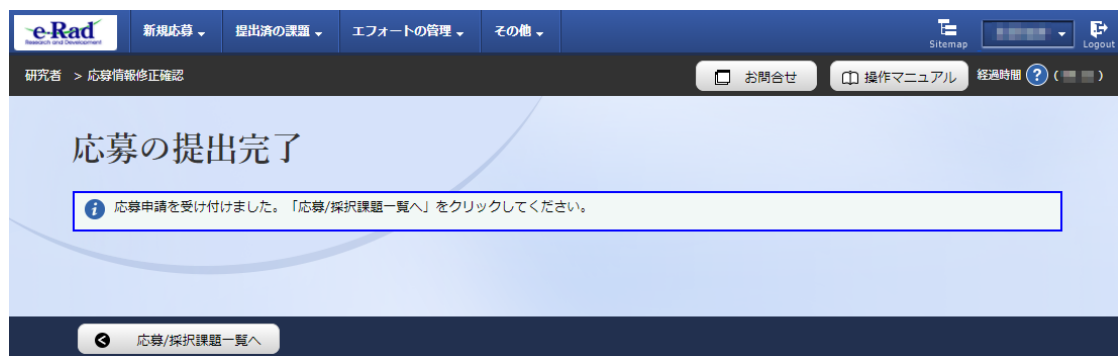 e-Rad
Research and Development
新規応募
提出済の課題
エフォートの管理
その他
Sitemap
Logout
研究者 > 応募情報修正確認
お問合せ
操作マニュアル
経過時間 ? ( )
応募の提出完了
応募申請を受け付けました。「応募/採択課題一覧へ」をクリックしてください。
応募/採択課題一覧へ